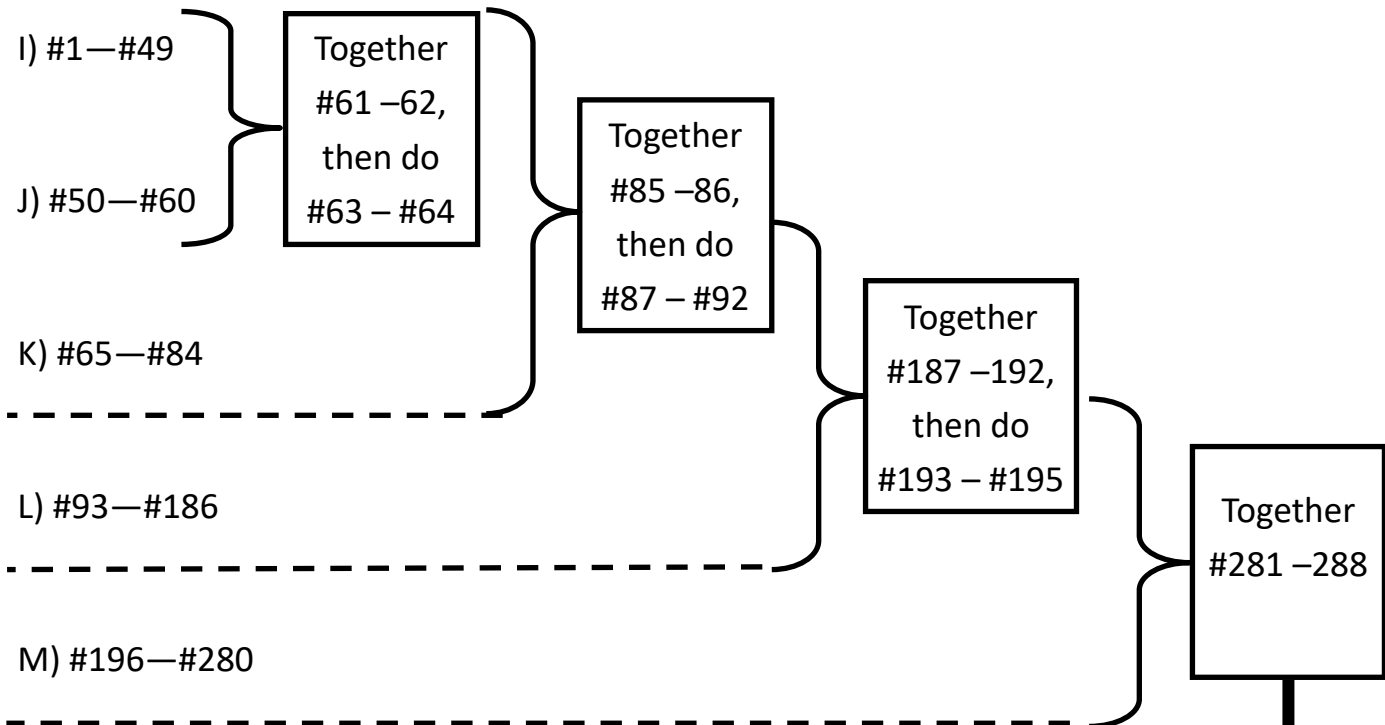 I) #1—#49
J) #50—#60
K) #65—#84
L) #93—#186
M) #196—#280
Together
#61 –62,
then do
#63 – #64
Together
#85 –86,
then do
#87 – #92
Together
#187 –192,
then do
#193 – #195
Together
#281 –288